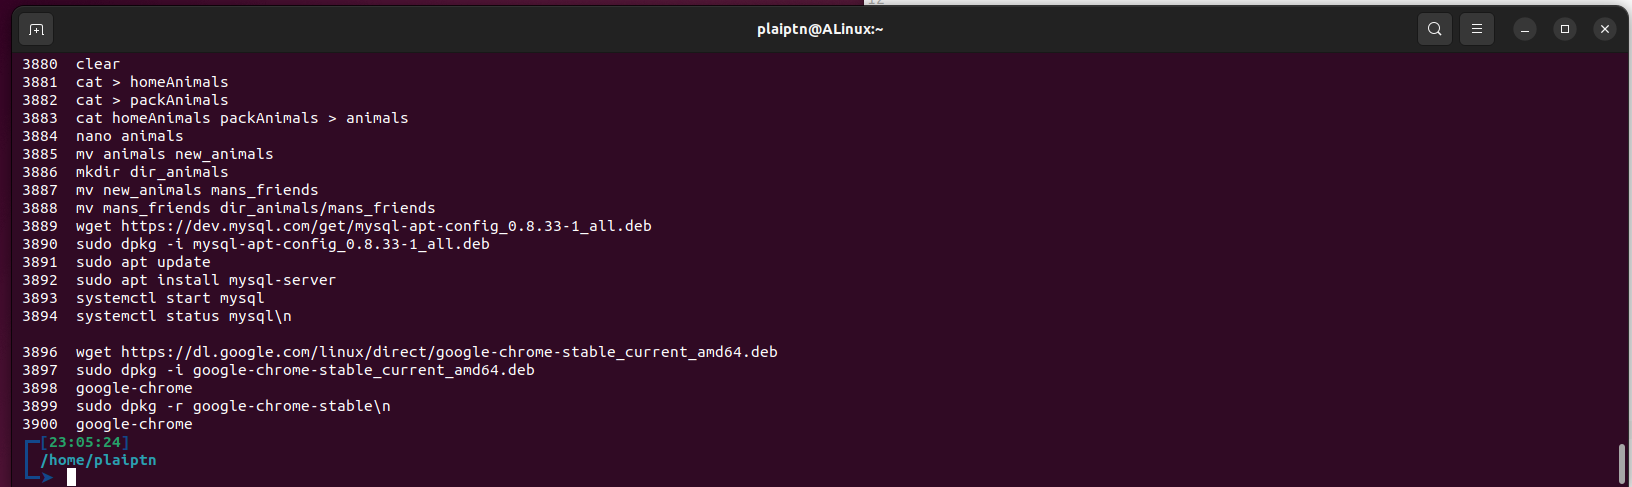 12
plaiptn@ALinux:~
3880 clear
3881 cat > homeAnimals
3882 cat > packAnimals
3883 cat homeAnimals packAnimals > animals
3884 nano animals
3885 mv animals new_animals
3886 mkdir dir_animals
3887 mv new_animals mans_friends
3888 mv mans_friends dir_animals/mans_friends
3889 wget https://dev.mysql.com/get/mysql-apt-config_0.8.33-1_all.deb
3890 sudo dpkg -i mysql-apt-config_0.8.33-1_all.deb
3891 sudo apt update
3892 sudo apt install mysql-server
3893 systemctl start mysql
3894 systemctl status mysql\n
3896 wget https://dl.google.com/linux/direct/google-chrome-stable_current_amd64.deb
3897 sudo dpkg -i google-chrome-stable_current_amd64.deb
3898 google-chrome
3899 sudo dpkg -r google-chrome-stable\n
3900 google-chrome
[23:05:24]
/home/plaiptn